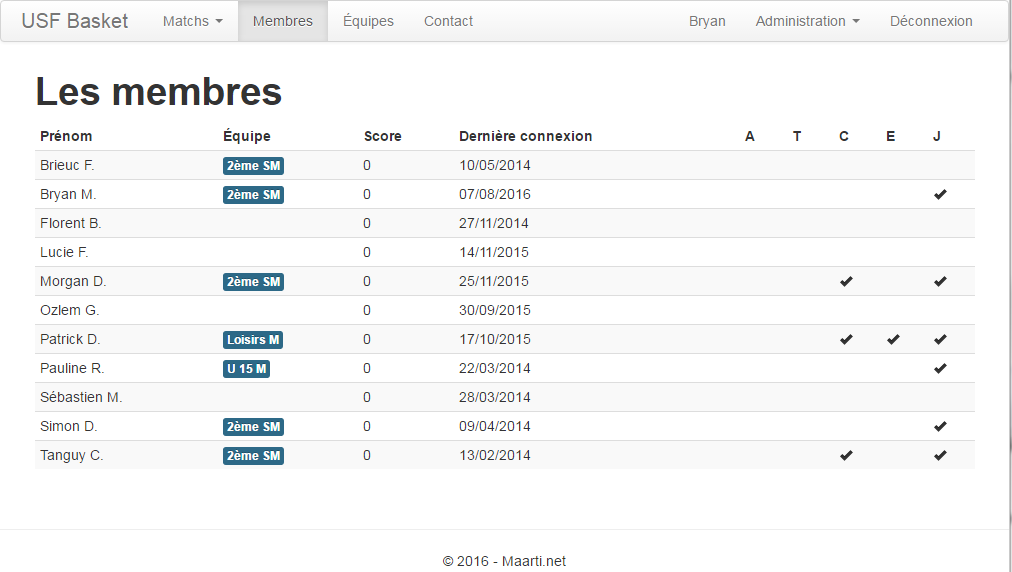 USF Basket Matchs Membres Équipes Contact Bryan Administration Déconnexion
Les membres
Prénom Équipe Score Dernière connexion A T C E J
Brieuc F. 2ème SM 0 10/05/2014
Bryan M. 2ème SM 0 07/08/2016 ✔
Florent B. 0 27/11/2014
Lucie F. 0 14/11/2015
Morgan D. 2ème SM 0 25/11/2015 ✔ ✔
Ozlem G. 0 30/09/2015
Patrick D. Loisirs M 0 17/10/2015 ✔ ✔ ✔
Pauline R. U 15 M 0 22/03/2014 ✔
Sébastien M. 0 28/03/2014
Simon D. 2ème SM 0 09/04/2014 ✔
Tanguy C. 2ème SM 0 13/02/2014 ✔ ✔
© 2016 - Maarti.net